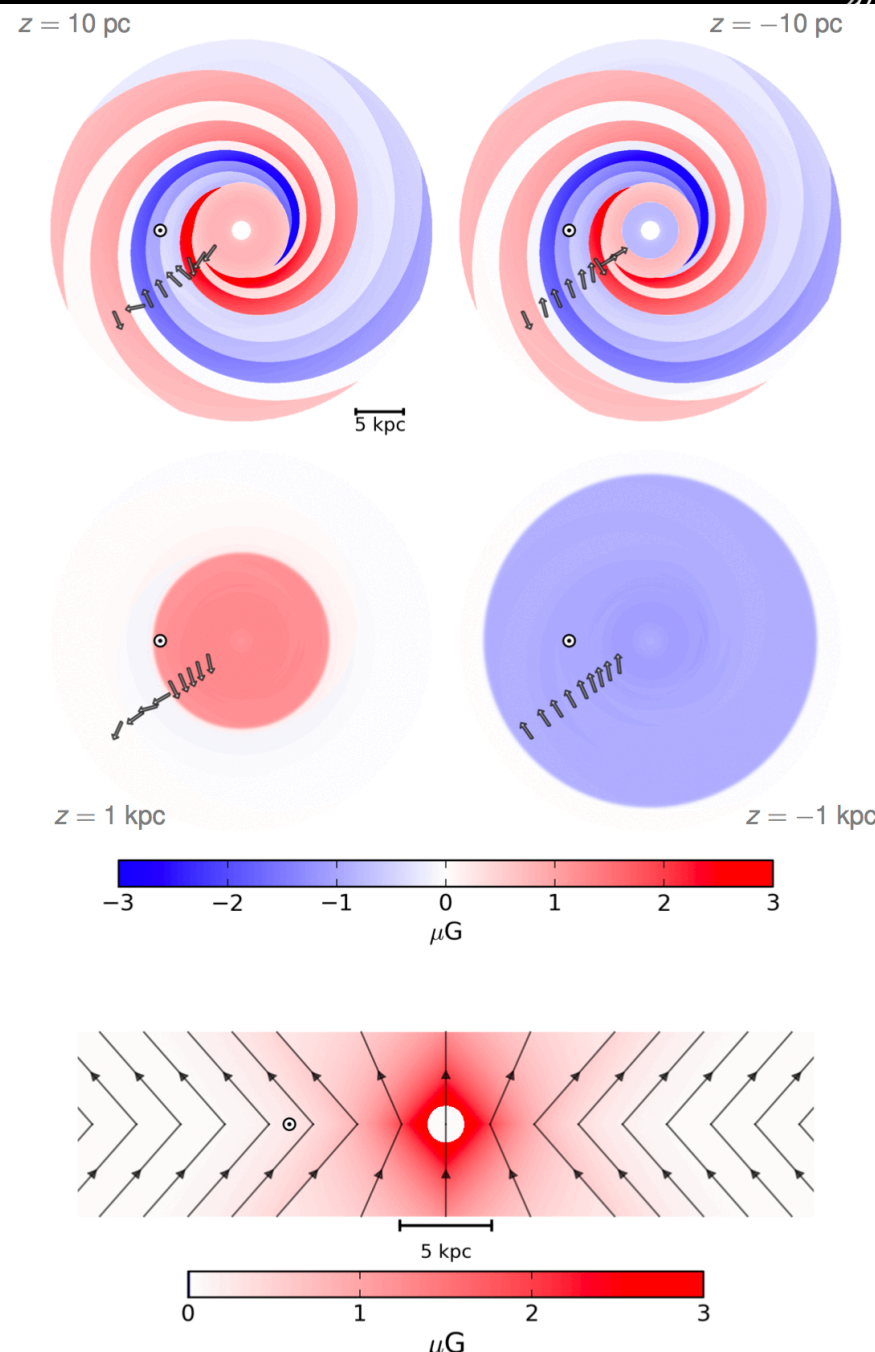 z = 10 pc
z = −10 pc
5 kpc
z = 1 kpc
z = −1 kpc
−3 −2 −1 0 1 2 3
μG
5 kpc
0 1 2 3
μG